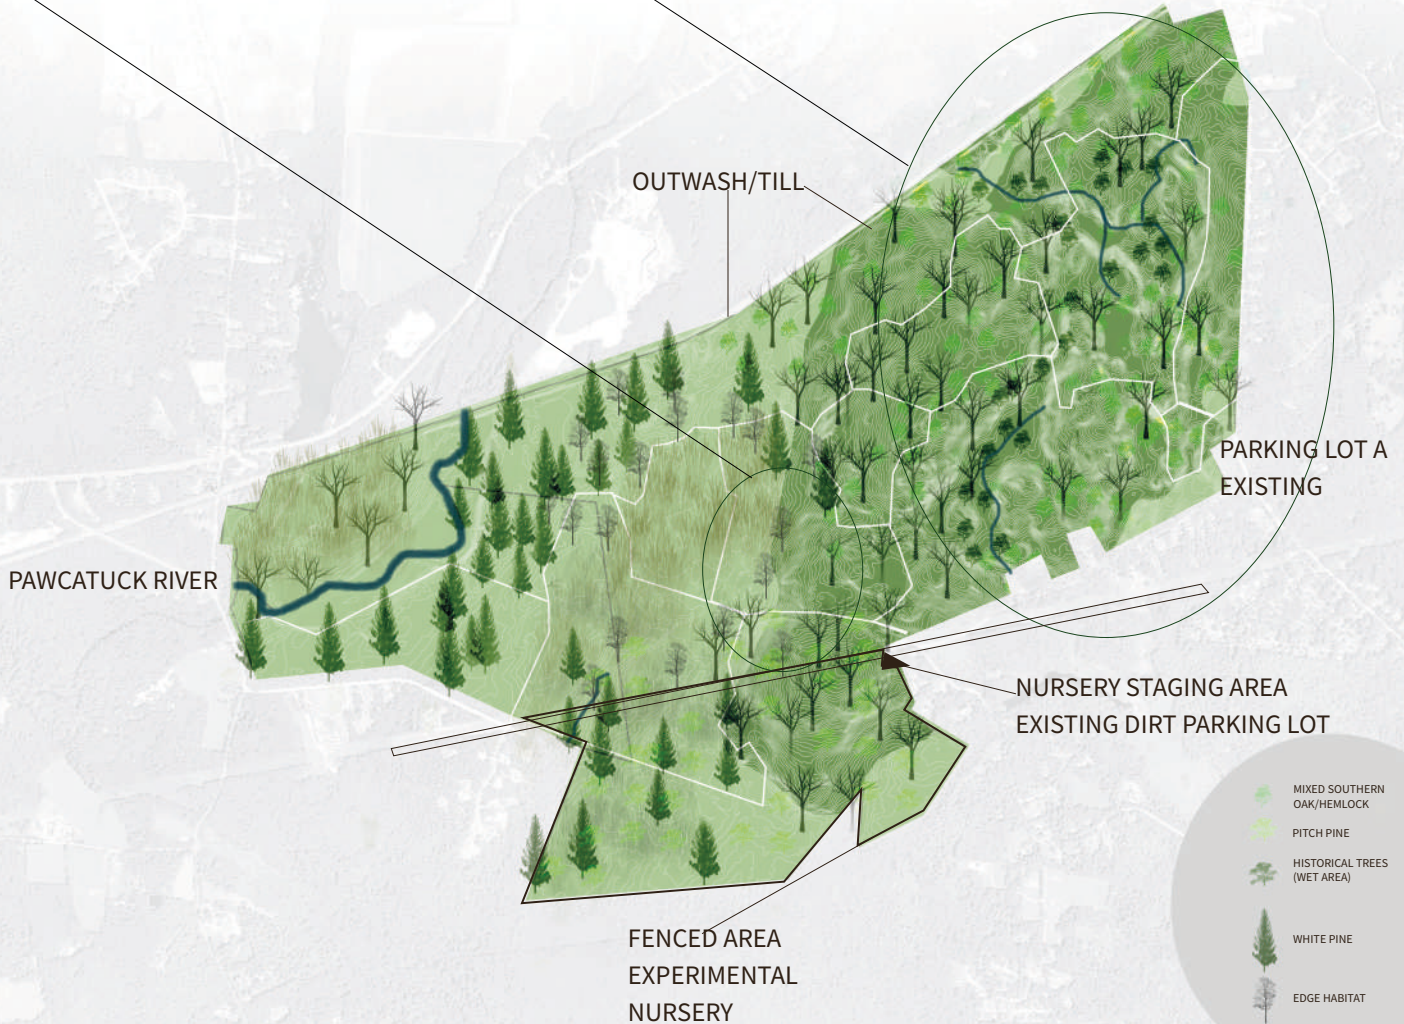 OUTWASH/TILL
PARKING LOT A
EXISTING
PAWCATUCK RIVER
NURSERY STAGING AREA
EXISTING DIRT PARKING LOT
FENCED AREA
EXPERIMENTAL
NURSERY
MIXED SOUTHERN
OAK/HEMLOCK
PITCH PINE
HISTORICAL TREES
(WET AREA)
WHITE PINE
EDGE HABITAT